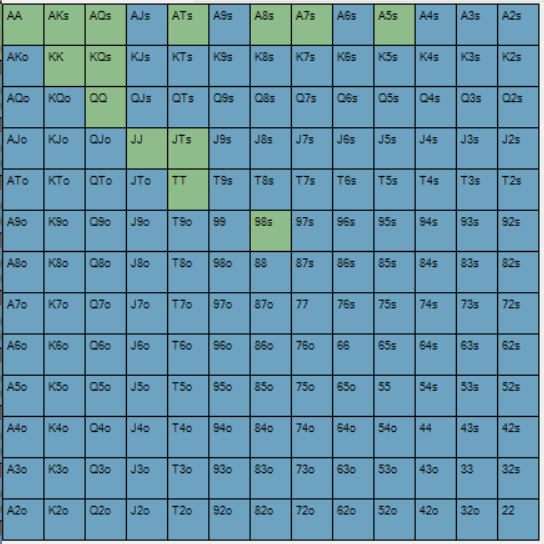 AA AKs AQs AJs ATs A9s A8s A7s A6s A5s A4s A3s A2s
AKo KK KQs KJs KTs K9s K8s K7s K6s K5s K4s K3s K2s
AQo KQo QQ QJs QTs Q9s Q8s Q7s Q6s Q5s Q4s Q3s Q2s
AJo KJo QJo JJ JTs J9s J8s J7s J6s J5s J4s J3s J2s
ATo KTo QTo JTo TT T9s T8s T7s T6s T5s T4s T3s T2s
A9o K9o Q9o J9o T9o 99 98s 97s 96s 95s 94s 93s 92s
A8o K8o Q8o J8o T8o 98o 88 87s 86s 85s 84s 83s 82s
A7o K7o Q7o J7o T7o 97o 87o 77 76s 75s 74s 73s 72s
A6o K6o Q6o J6o T6o 96o 86o 76o 66 65s 64s 63s 62s
A5o K5o Q5o J5o T5o 95o 85o 75o 65o 55 54s 53s 52s
A4o K4o Q4o J4o T4o 94o 84o 74o 64o 54o 44 43s 42s
A3o K3o Q3o J3o T3o 93o 83o 73o 63o 53o 43o 33 32s
A2o K2o Q2o J2o T2o 92o 82o 72o 62o 52o 42o 32o 22